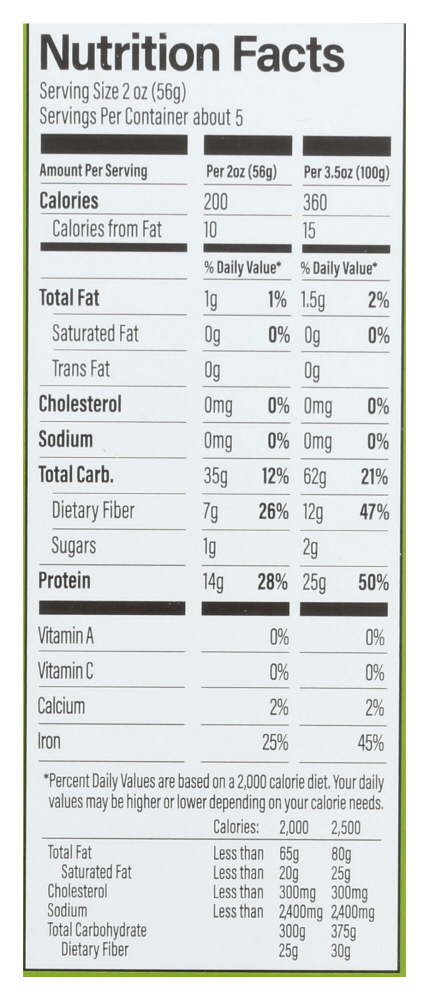 Nutrition Facts
Serving Size 2 oz (56g)
Servings Per Container about 5
Amount Per Serving Per 2oz (56g) Per 3.5oz (100g)
Calories 200 360
Calories from Fat 10 15
% Daily Value* % Daily Value*
Total Fat 1g 1% 1.5g 2%
Saturated Fat 0g 0% 0g 0%
Trans Fat 0g 0g
Cholesterol 0mg 0% 0mg 0%
Sodium 0mg 0% 0mg 0%
Total Carb. 35g 12% 62g 21%
Dietary Fiber 7g 26% 12g 47%
Sugars 1g 2g
Protein 14g 28% 25g 50%
Vitamin A 0% 0%
Vitamin C 0% 0%
Calcium 2% 2%
Iron 25% 45%
*Percent Daily Values are based on a 2,000 calorie diet. Your daily
values may be higher or lower depending on your calorie needs.
Calories: 2,000 2,500
Total Fat Less than 65g 80g
Saturated Fat Less than 20g 25g
Cholesterol Less than 300mg 300mg
Sodium Less than 2,400mg 2,400mg
Total Carbohydrate 300g 375g
Dietary Fiber 25g 30g